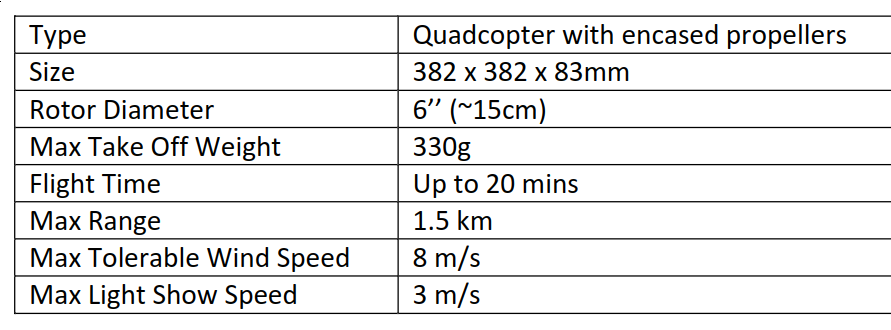 Type Quadcopter with encased propellers
Size 382 x 382 x 83mm
Rotor Diameter 6’’ (~15cm)
Max Take Off Weight 330g
Flight Time Up to 20 mins
Max Range 1.5 km
Max Tolerable Wind Speed 8 m/s
Max Light Show Speed 3 m/s